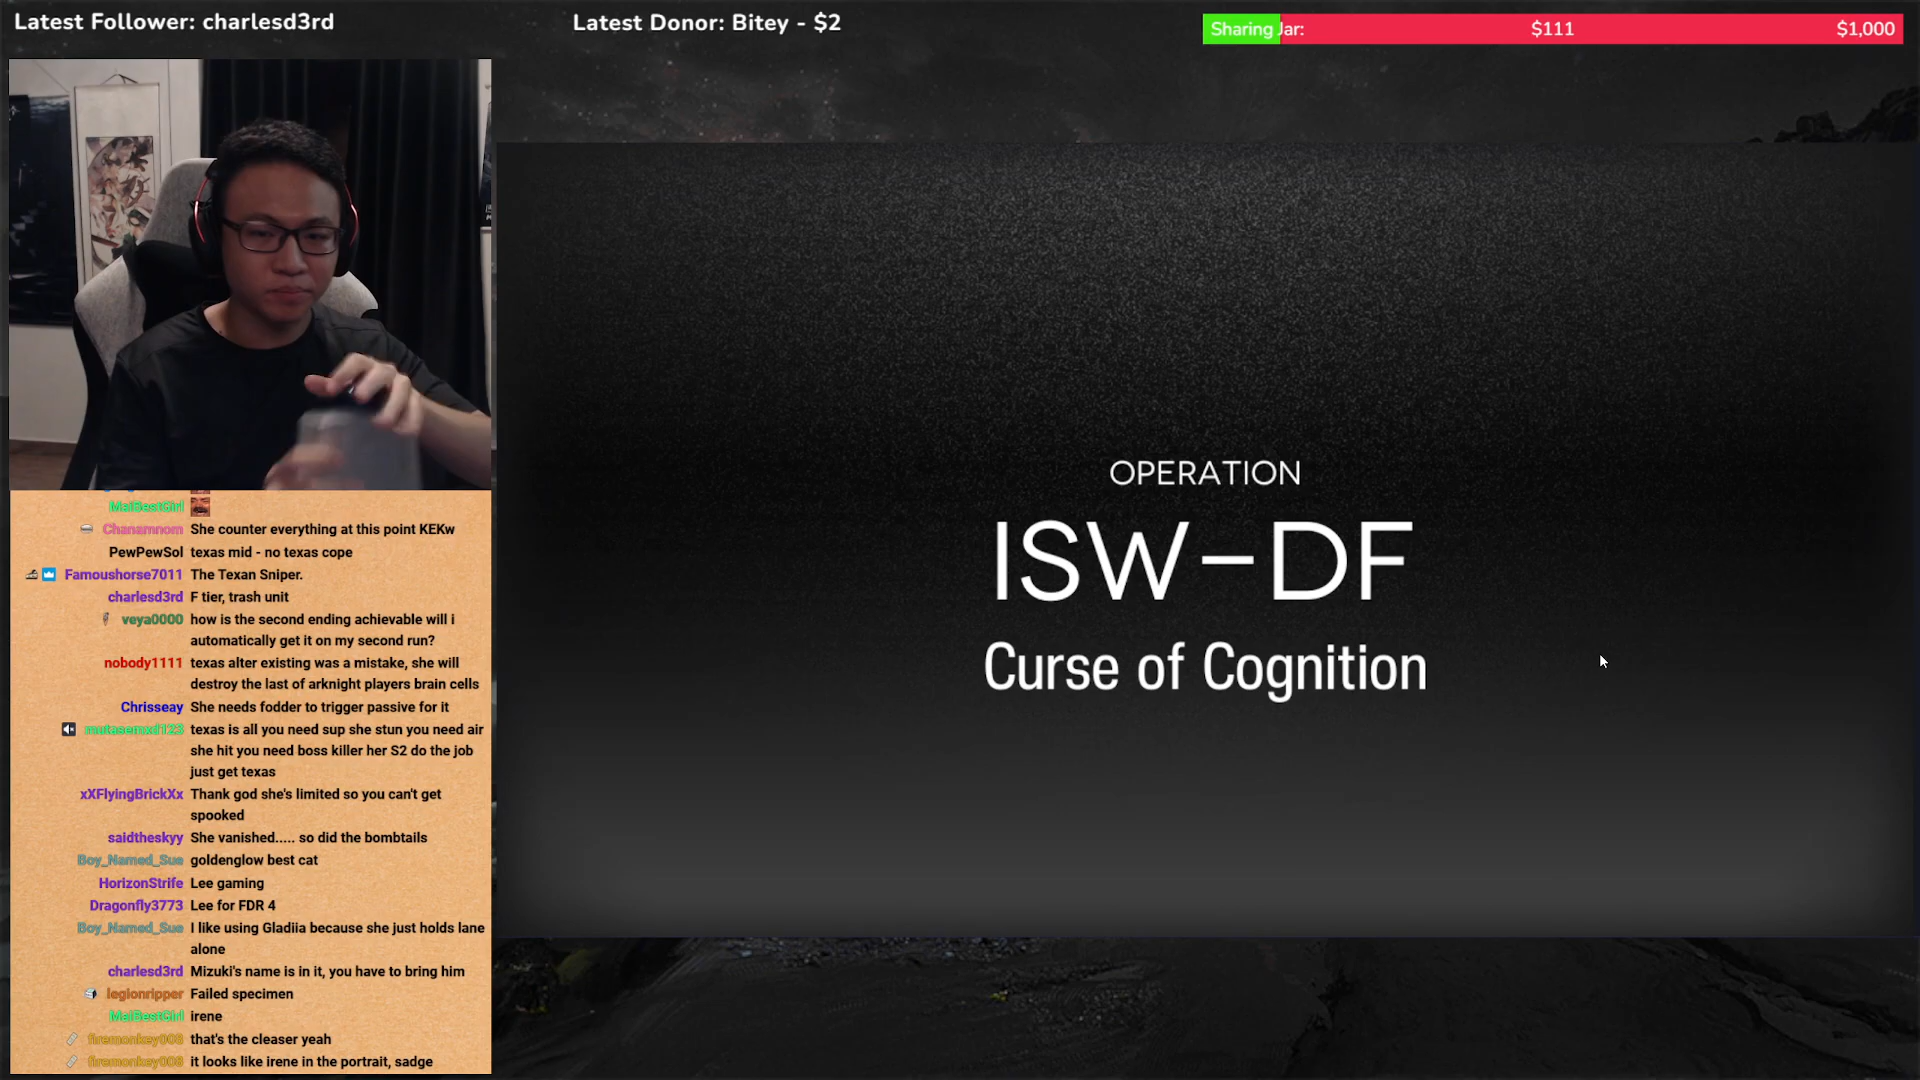 Latest Follower: charlesd3rd
Latest Donor: Bitey - $2
Sharing Jar: $111 $1,000
MaiBestGirl
Chanamnom She counter everything at this point KEKw
PewPewSol texas mid - no texas cope
Famoushorse7011 The Texan Sniper.
charlesd3rd F tier, trash unit
veya0000 how is the second ending achievable will i
automatically get it on my second run?
nobody1111 texas alter existing was a mistake, she will
destroy the last of arknight players brain cells
Chrisseay She needs fodder to trigger passive for it
mutasemxd123 texas is all you need sup she stun you need air
she hit you need boss killer her S2 do the job
just get texas
xXFlyingBrickXx Thank god she's limited so you can't get
spooked
saidtheskyy She vanished..... so did the bombtails
Boy_Named_Sue goldenglow best cat
HorizonStrife Lee gaming
Dragonfly3773 Lee for FDR 4
Boy_Named_Sue I like using Gladiia because she just holds lane
alone
charlesd3rd Mizuki's name is in it, you have to bring him
legionripper Failed specimen
MaiBestGirl irene
firemonkey008 that's the cleaser yeah
firemonkey008 it looks like irene in the portrait, sadge
OPERATION
ISW-DF
Curse of Cognition